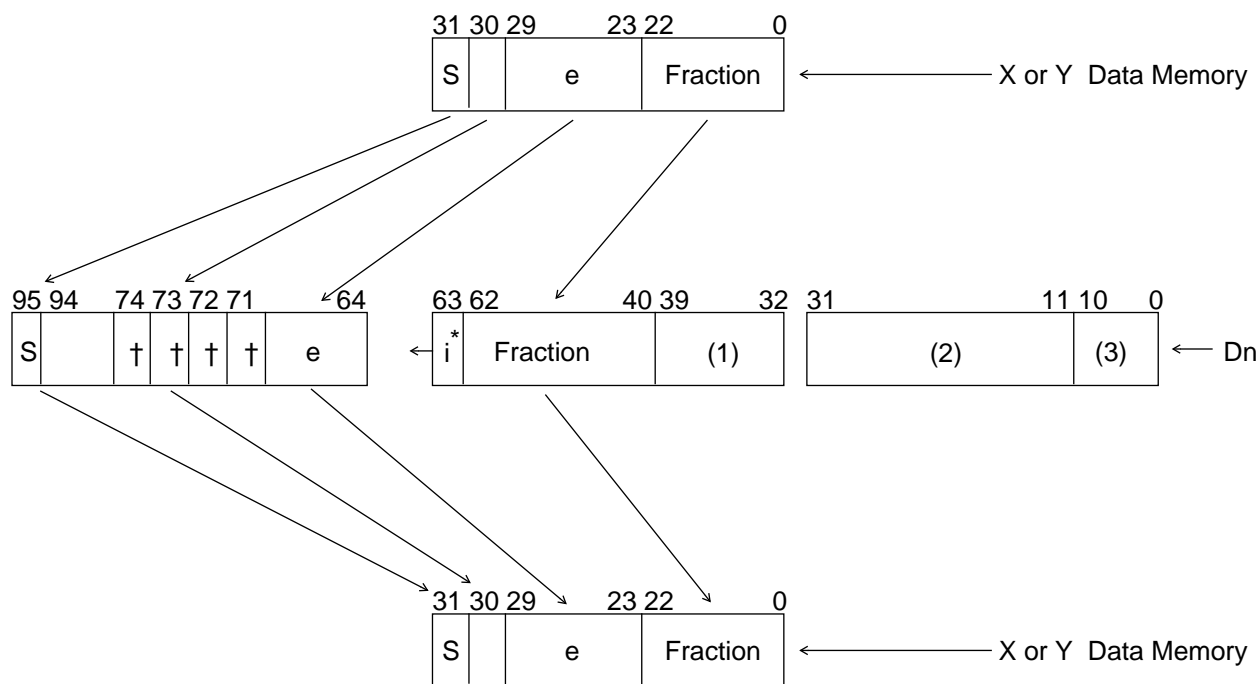 31 30 29 23 22 0
S e Fraction X or Y Data Memory
95 94 74 73 72 71 64 63 62 40 39 32 31 11 10 0
S † † † † e i* Fraction (1) (2) (3) Dn
31 30 29 23 22 0
S e Fraction X or Y Data Memory